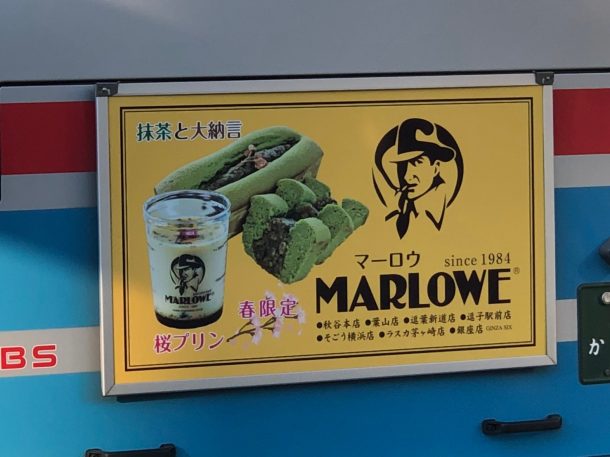 抹茶と大納言
マーロウ
since 1984
MARLOWE®
MARLOWE
春限定
桜プリン
●秋谷本店 ●葉山店 ●逗葉新道店 ●逗子駅前店
●そごう横浜店 ●ラスカ茅ヶ崎店 ●銀座店 GINZA SIX
BS
か